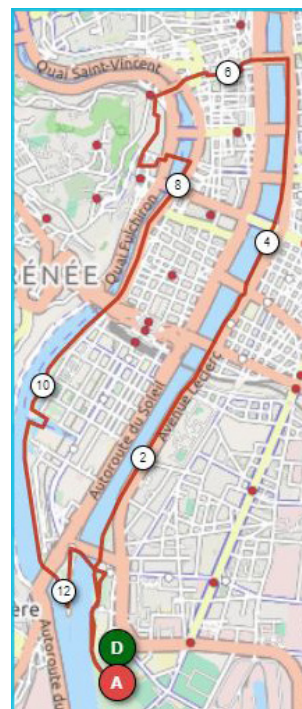 Quai Saint-Vincent
6
8
Quai Fulchiron
4
RÉNÉE
10
Avenue Leclerc
Autoroute du Soleil
2
12
ère
Autoroute du
D
A